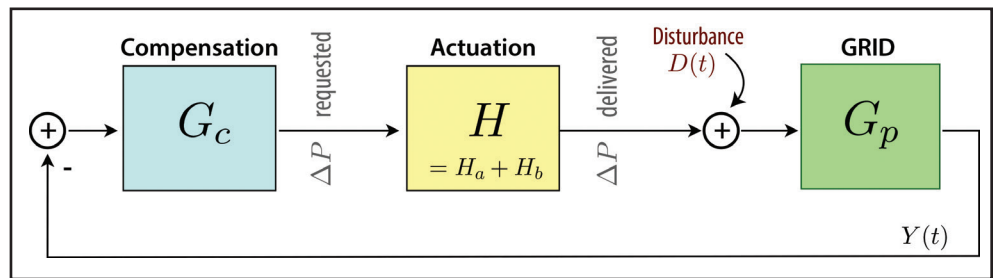 Compensation
G_c
+
-
ΔP requested
Actuation
H
= H_a + H_b
ΔP delivered
Disturbance
D(t)
+
GRID
G_p
Y(t)